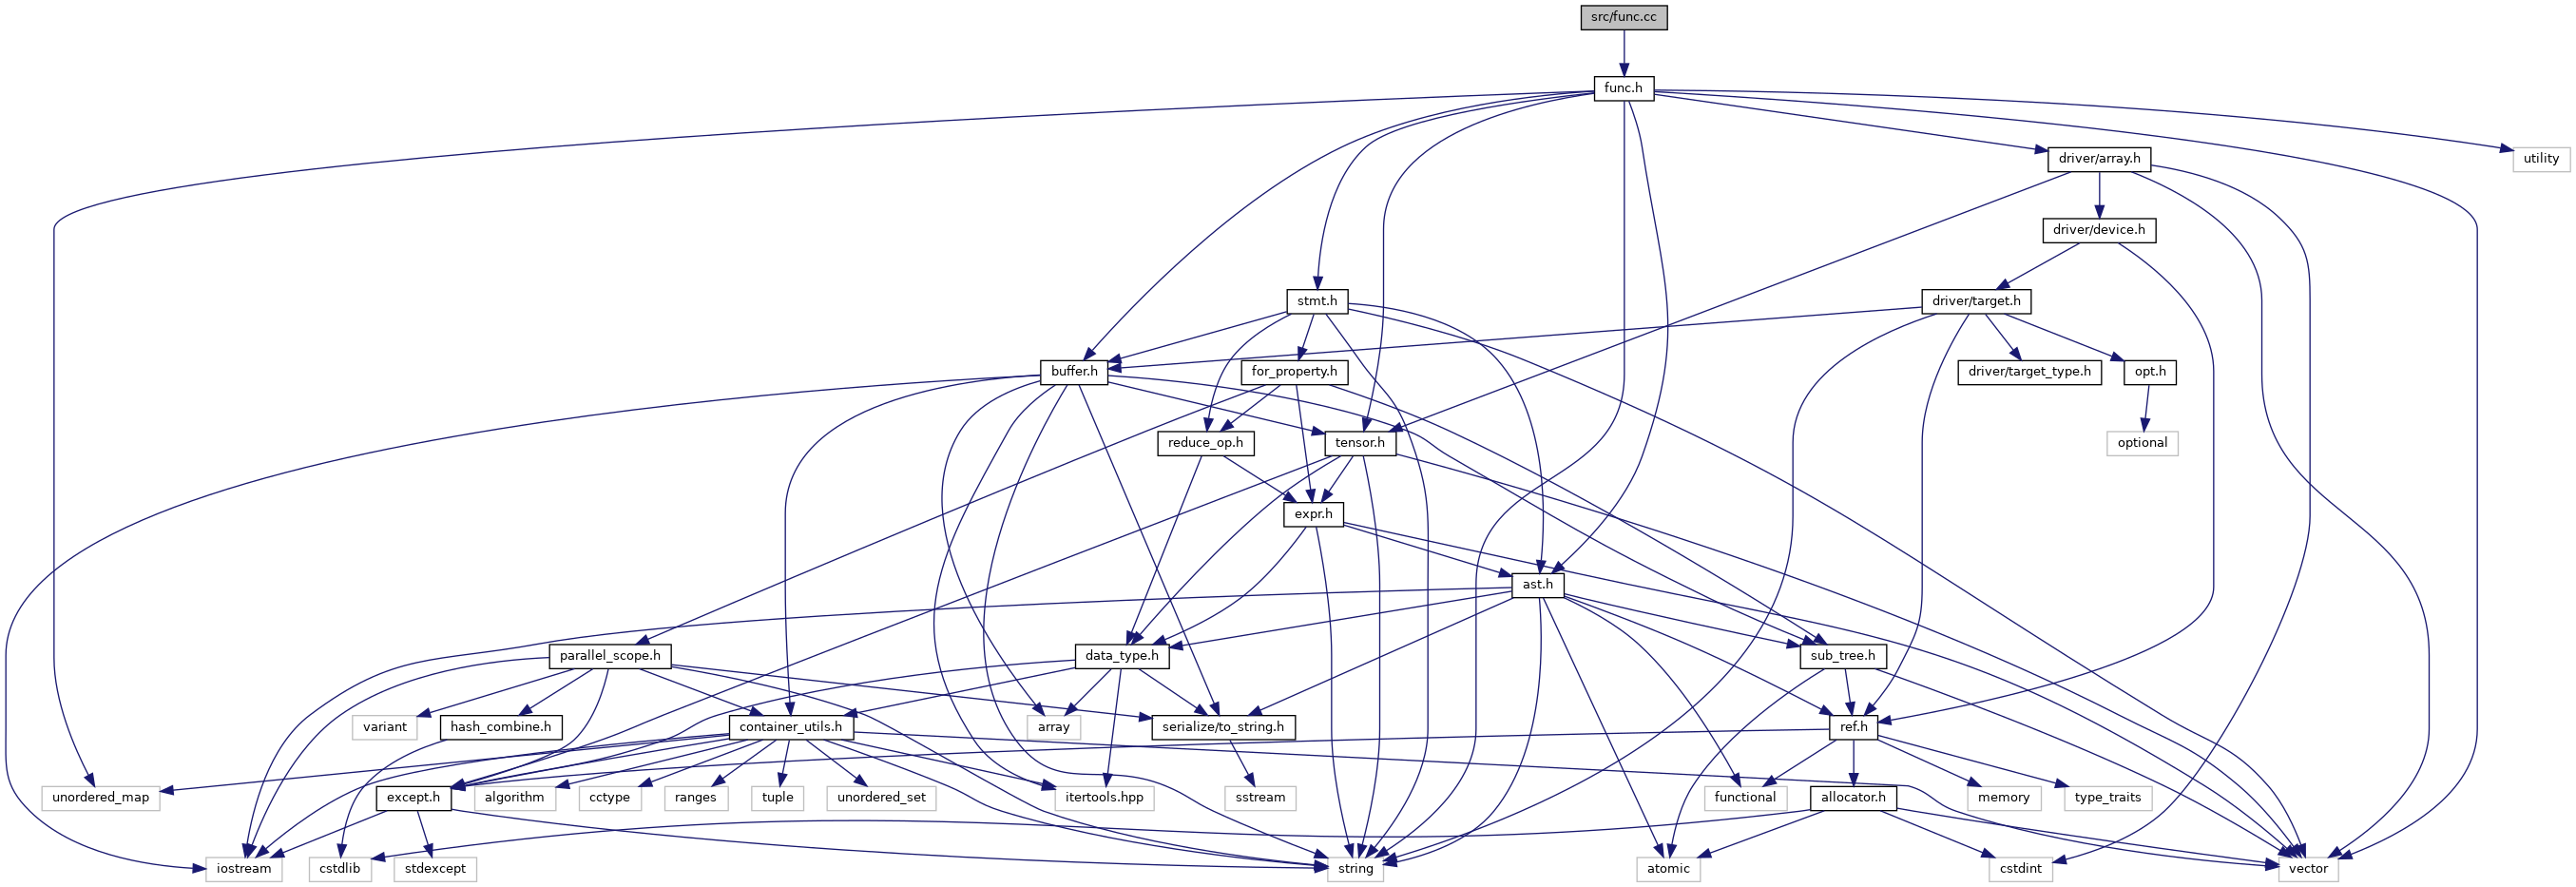 src/func.cc
func.h
driver/array.h
utility
driver/device.h
stmt.h
driver/target.h
buffer.h
for_property.h
driver/target_type.h
opt.h
reduce_op.h
tensor.h
optional
expr.h
ast.h
parallel_scope.h
data_type.h
sub_tree.h
variant
hash_combine.h
container_utils.h
array
serialize/to_string.h
ref.h
unordered_map
except.h
algorithm
cctype
ranges
tuple
unordered_set
itertools.hpp
sstream
functional
allocator.h
memory
type_traits
iostream
cstdlib
stdexcept
string
atomic
cstdint
vector